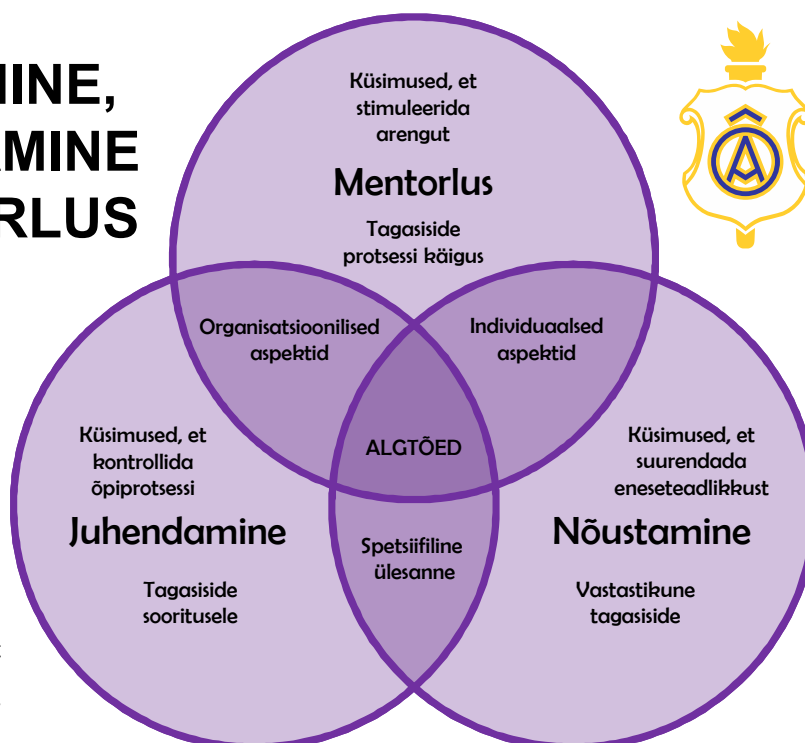 MINE,
AMINE
RLUS
Küsimused, et
stimuleerida
arengut
Mentorlus
Tagasiside
protsessi käigus
Organisatsioonilised
aspektid
Individuaalsed
aspektid
ALGTÕED
Küsimused, et
kontrollida
õpiprotsessi
Juhendamine
Tagasiside
sooritusele
Spetsiifiline
ülesanne
Küsimused, et
suurendada
eneseteadlikkust
Nõustamine
Vastastikune
tagasiside